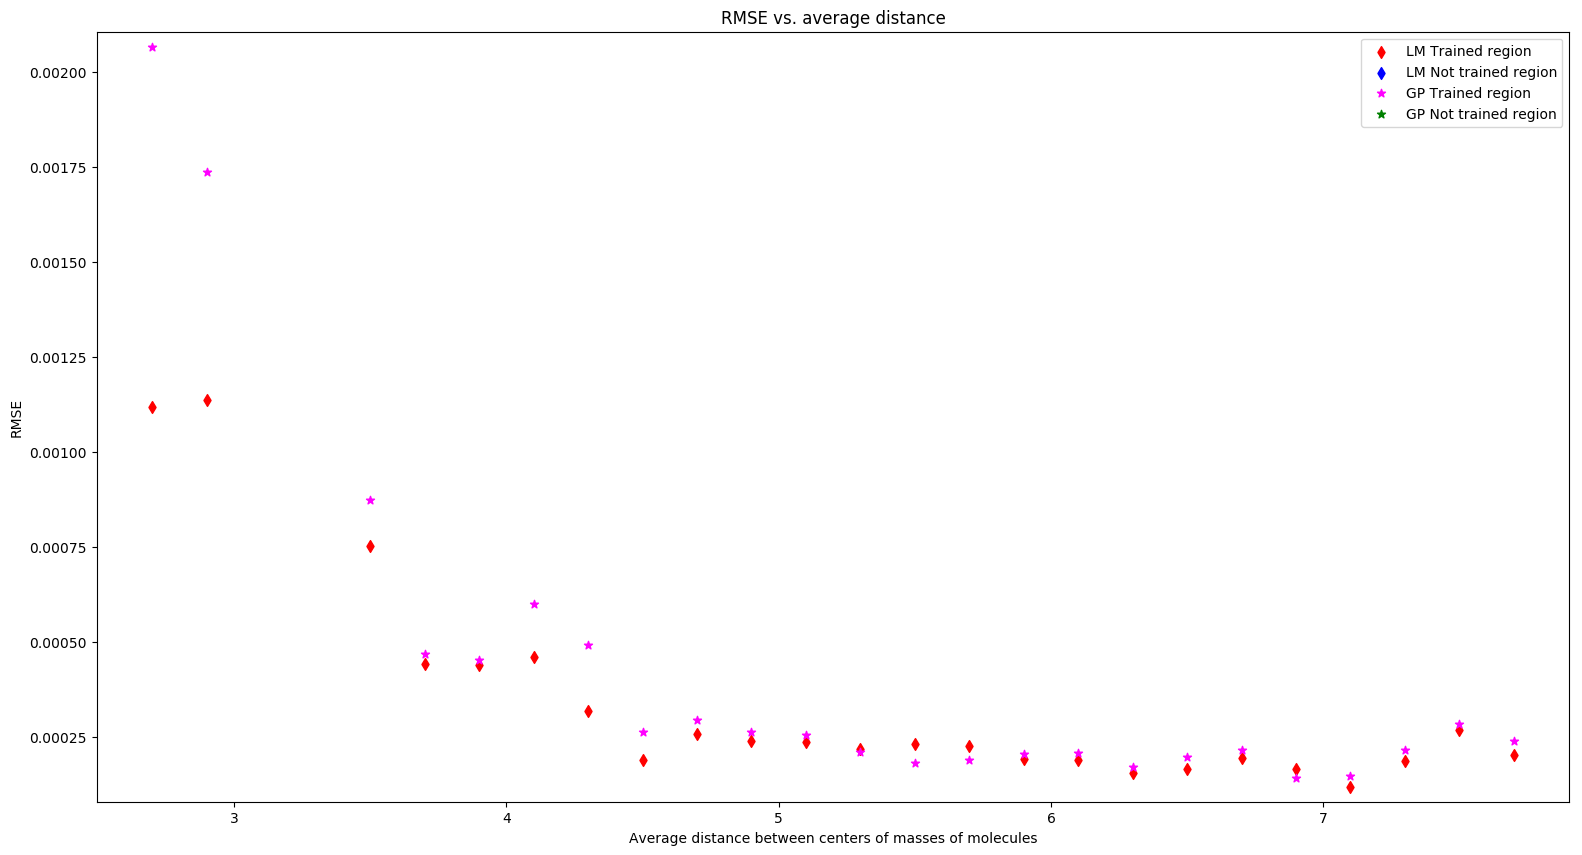 RMSE vs. average distance
LM Trained region
LM Not trained region
GP Trained region
GP Not trained region
0.00200
0.00175
0.00150
0.00125
0.00100
0.00075
0.00050
0.00025
RMSE
3 4 5 6 7
Average distance between centers of masses of molecules